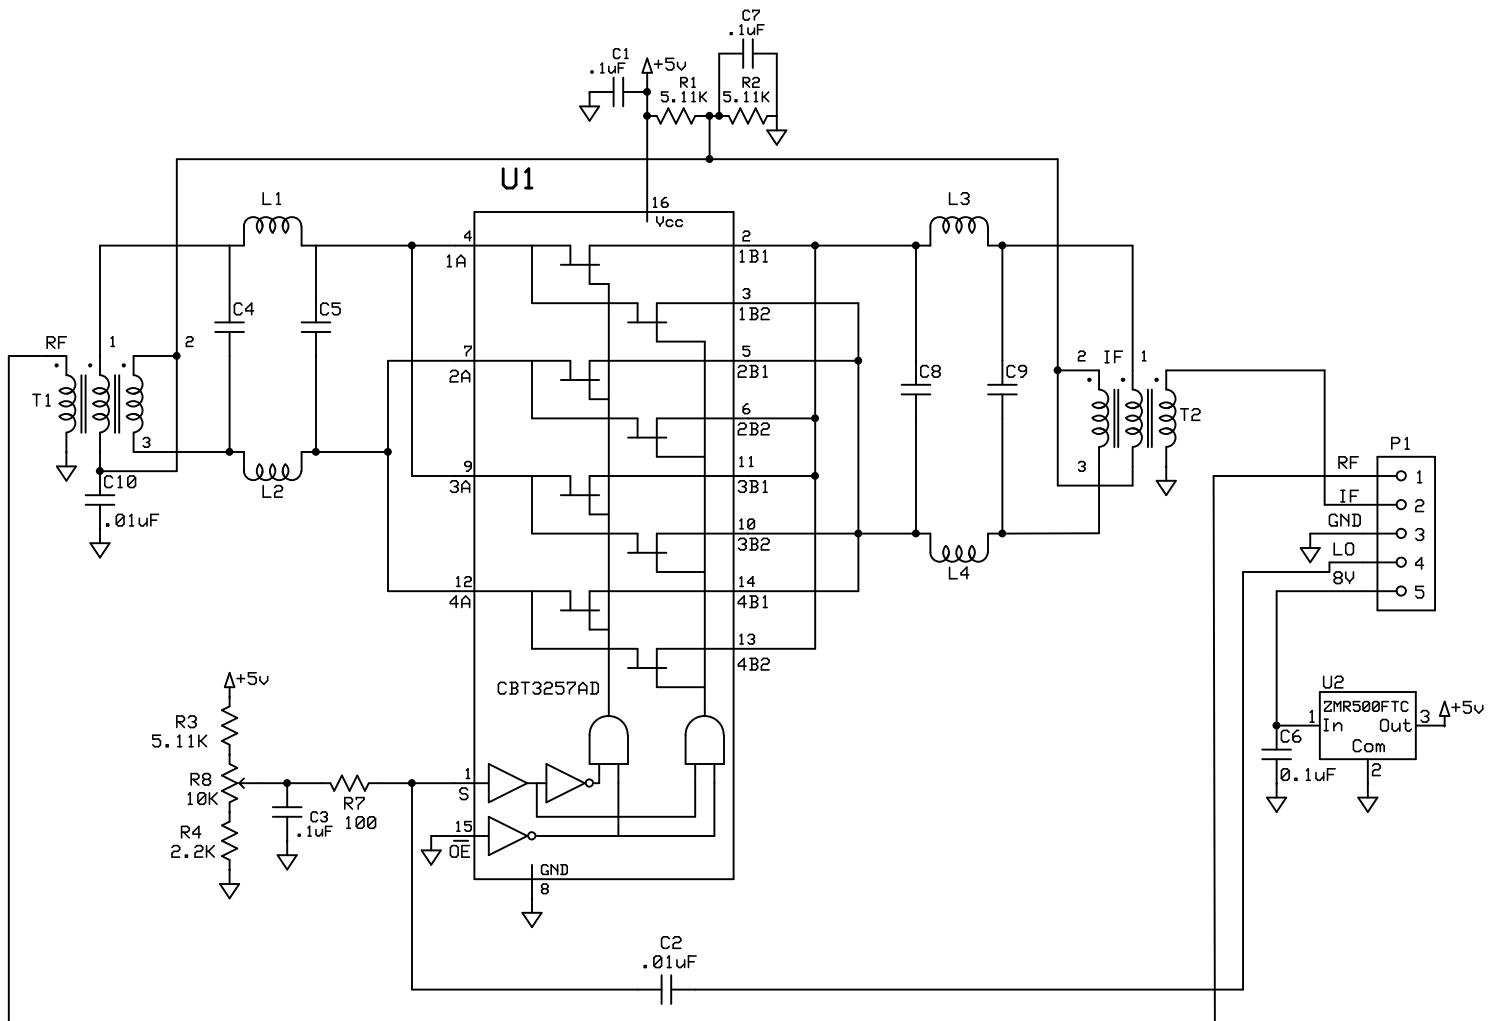 C7
.1uF
C1
.1uF
+5v
R1
5.11K
R2
5.11K
U1
16
Vcc
L1
L3
4
1A
2
1B1
3
1B2
C4
C5
RF
1
2
T1
3
7
2A
5
2B1
6
2B2
C8
C9
2
IF
1
T2
3
C10
.01uF
L2
9
3A
11
3B1
10
3B2
L4
12
4A
14
4B1
13
4B2
P1
RF
1
IF
2
GND
3
LO
4
8V
5
CBT3257AD
+5v
R3
5.11K
R8
10K
R4
2.2K
C3
.1uF
R7
100
1
S
15
OE
GND
8
U2
ZMR500FTC
1
In
Out
3
+5v
Com
2
C6
0.1uF
C2
.01uF